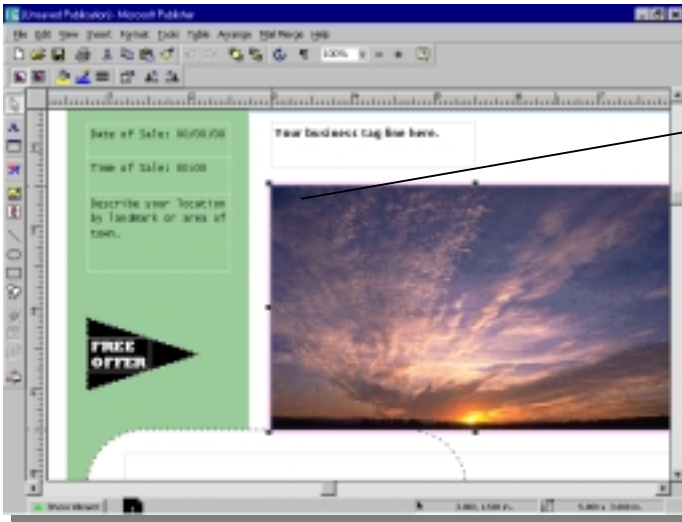 [Unsaved Publication] - Microsoft Publisher
File Edit View Insert Format Tools Table Arrange Mail Merge Help
100%
Date of Sale: 00/00/00
Your business tag line here.
Time of Sale: 00:00
Describe your location
by landmark or area of
town.
FREE
OFFER
Show Wizard